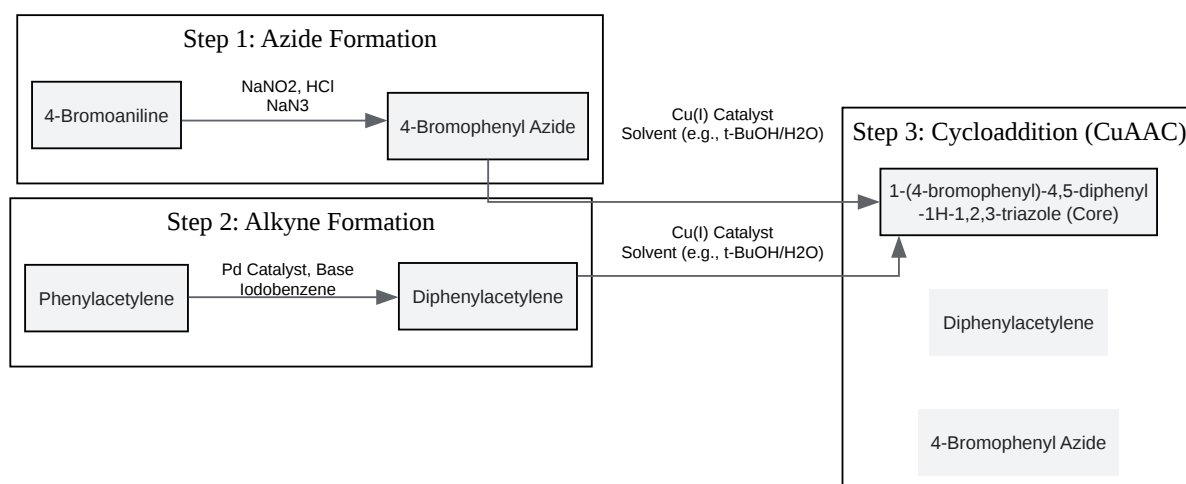 Step 1: Azide Formation
4-Bromoaniline
NaNO2, HCl
NaN3
4-Bromophenyl Azide
Step 2: Alkyne Formation
Phenylacetylene
Pd Catalyst, Base
Iodobenzene
Diphenylacetylene
Cu(I) Catalyst
Solvent (e.g., t-BuOH/H2O)
Cu(I) Catalyst
Solvent (e.g., t-BuOH/H2O)
Step 3: Cycloaddition (CuAAC)
1-(4-bromophenyl)-4,5-diphenyl
-1H-1,2,3-triazole (Core)
Diphenylacetylene
4-Bromophenyl Azide